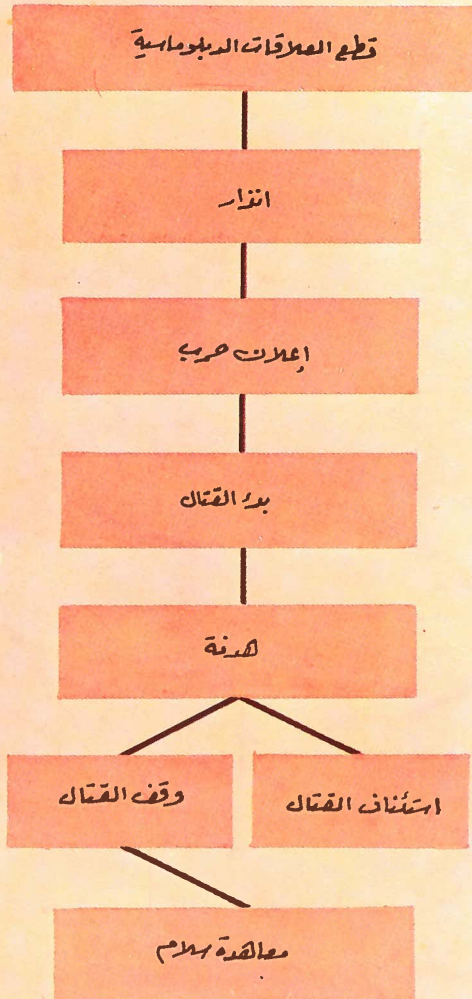 قطع العلاقات الدبلوماسية
انذار
إعلان حرب
بدء القتال
هدنة
استئناف القتال
وقف القتال
معاهدة سلام